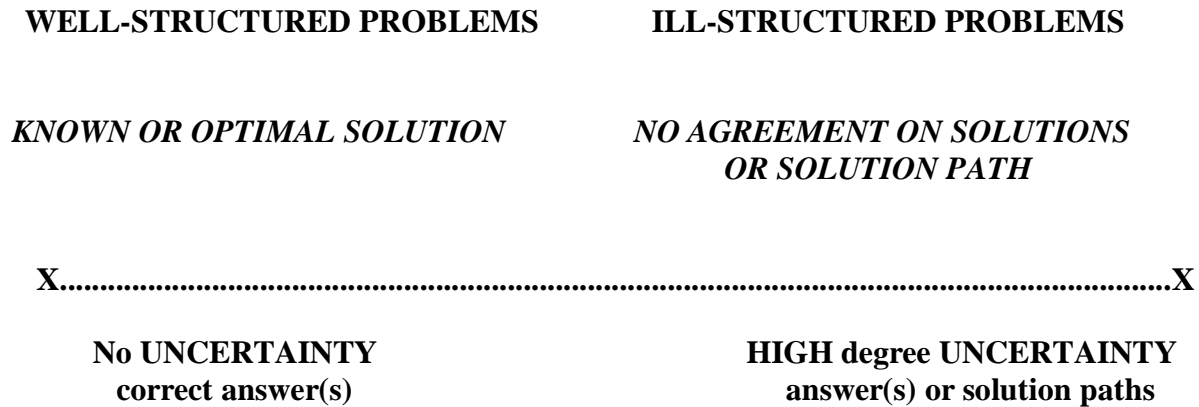 WELL-STRUCTURED PROBLEMS ILL-STRUCTURED PROBLEMS
KNOWN OR OPTIMAL SOLUTION NO AGREEMENT ON SOLUTIONS
OR SOLUTION PATH
X...........................................................................................................................................X
No UNCERTAINTY HIGH degree UNCERTAINTY
correct answer(s) answer(s) or solution paths